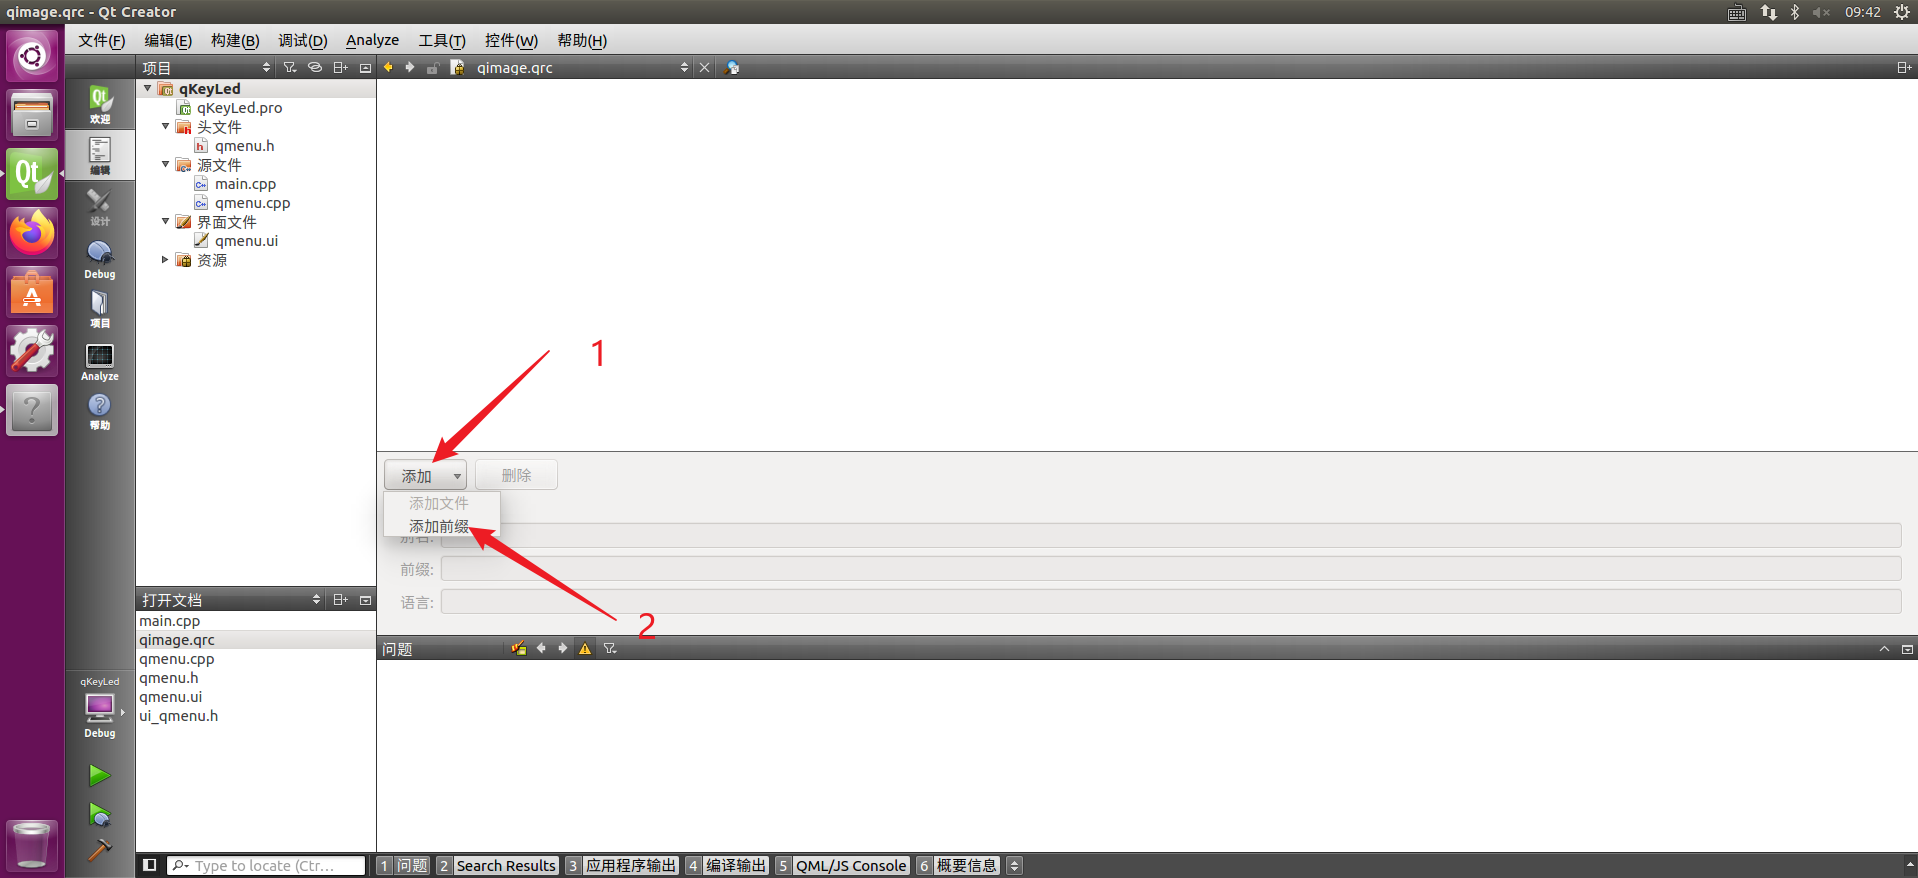 qimage.qrc - Qt Creator
09:42
文件(F) 编辑(E) 构建(B) 调试(D) Analyze 工具(T) 控件(W) 帮助(H)
项目
qimage.qrc
qKeyLed
qKeyLed.pro
头文件
qmenu.h
源文件
main.cpp
qmenu.cpp
界面文件
qmenu.ui
资源
Qt
欢迎
编辑
设计
Debug
项目
Analyze
帮助
1
添加
删除
添加文件
添加前缀
别名:
前缀:
语言:
2
打开文档
main.cpp
qimage.qrc
qmenu.cpp
qmenu.h
qmenu.ui
ui_qmenu.h
问题
qKeyLed
Debug
Type to locate (Ctr...
1 问题 2 Search Results 3 应用程序输出 4 编译输出 5 QML/JS Console 6 概要信息